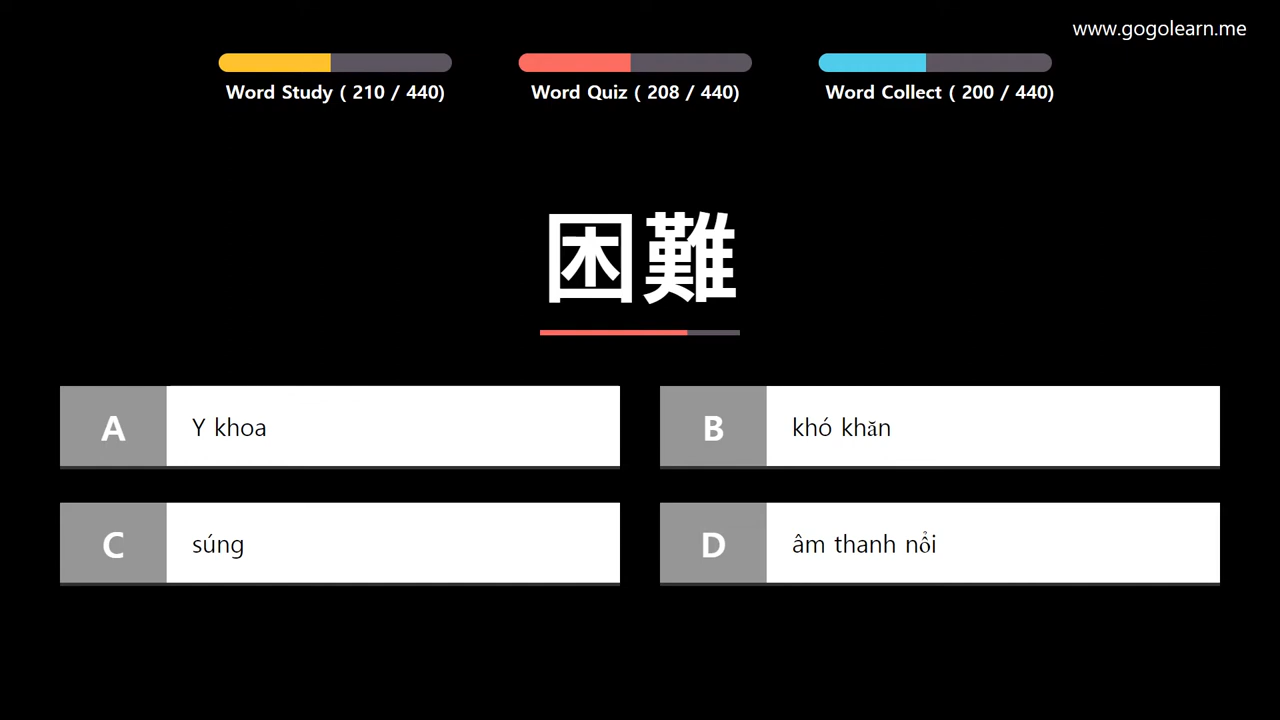 www.gogolearn.me
Word Study ( 210 / 440)
Word Quiz ( 208 / 440)
Word Collect ( 200 / 440)
困難
A
Y khoa
B
khó khăn
C
súng
D
âm thanh nổi